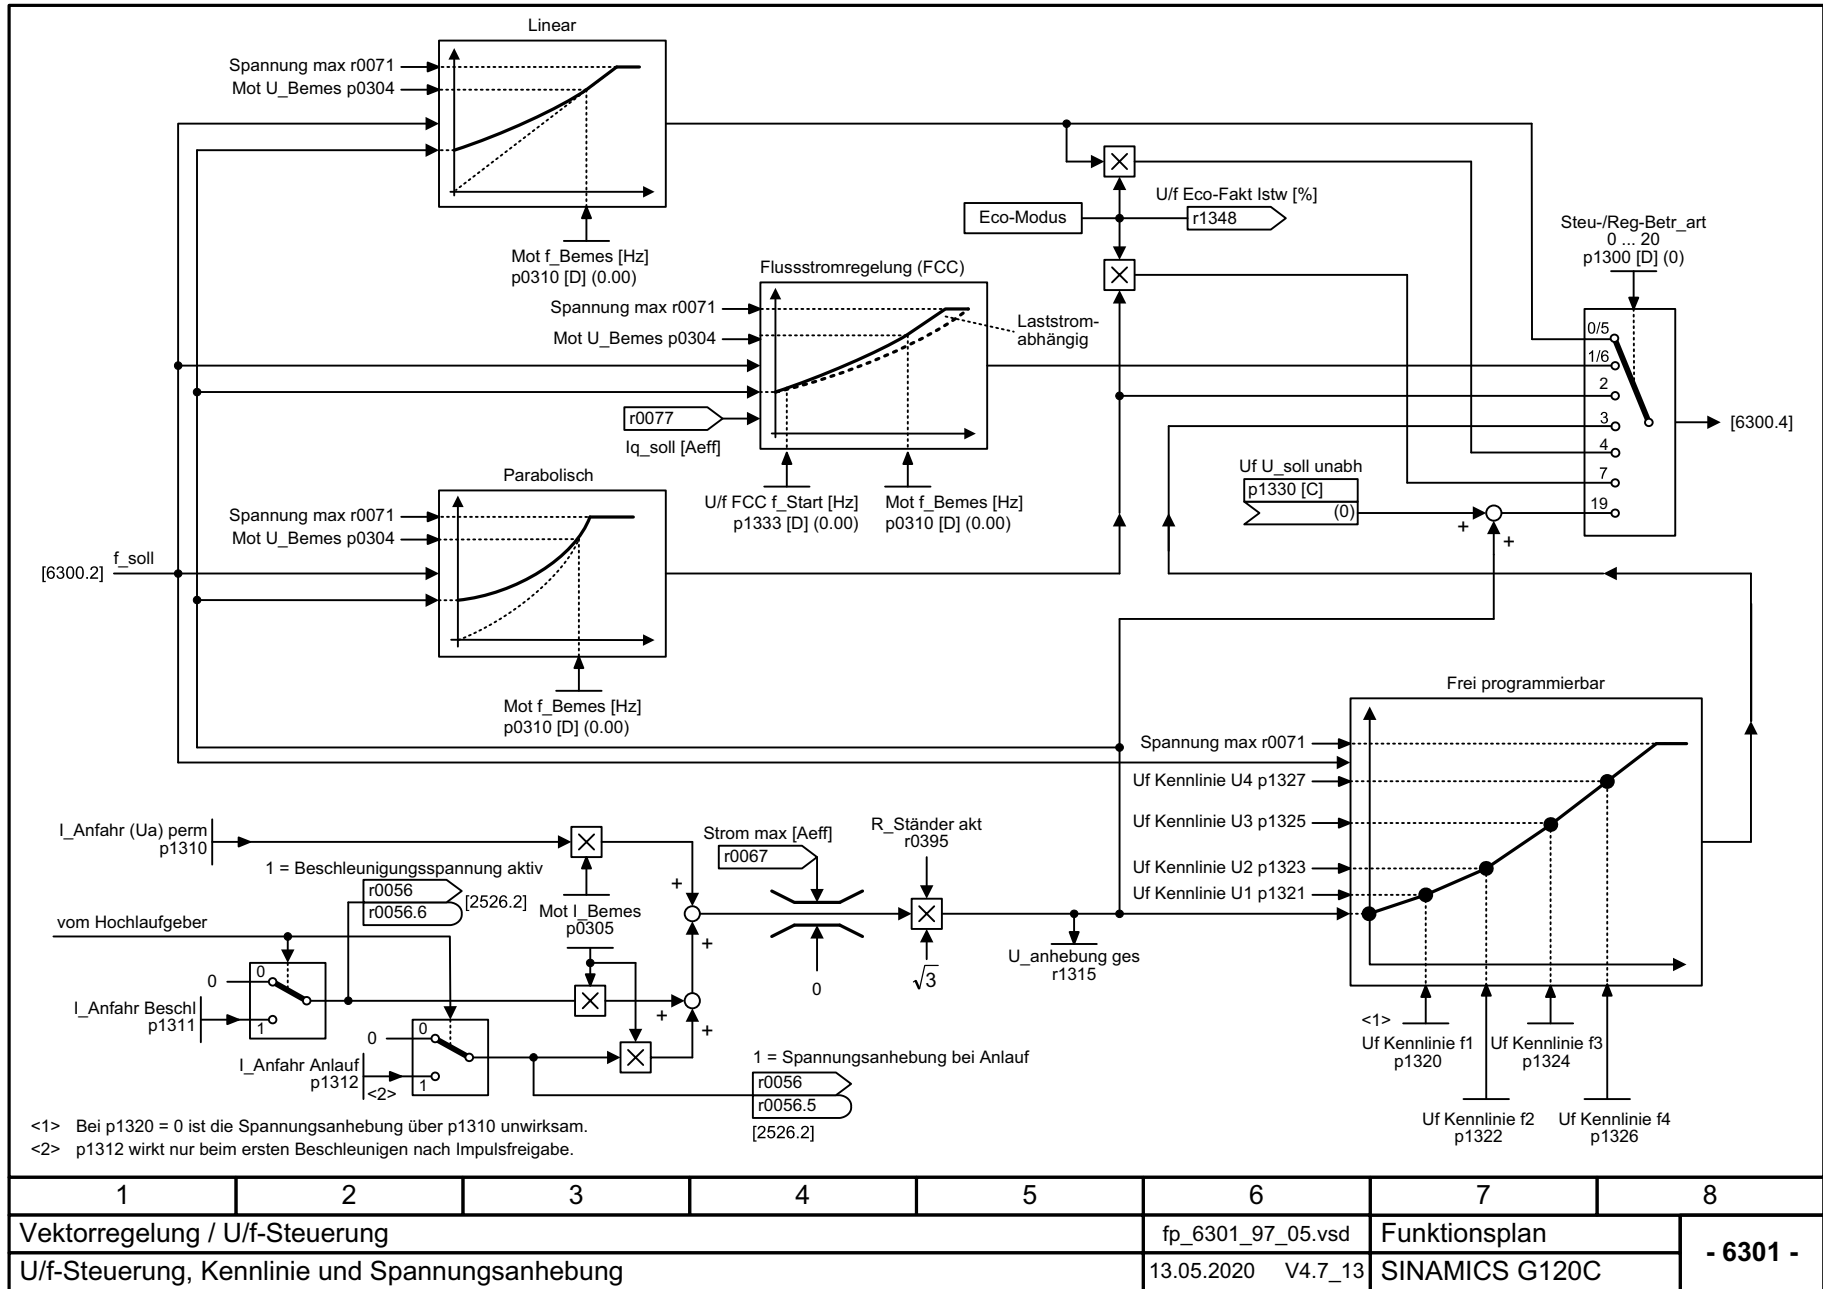 Linear
Spannung max r0071
Mot U_Bemes p0304
Mot f_Bemes [Hz]
p0310 [D] (0.00)
Eco-Modus
U/f Eco-Fakt Istw [%]
r1348
Steu-/Reg-Betr_art
0 ... 20
p1300 [D] (0)
0/5
1/6
2
3
4
7
19
[6300.4]
Flussstromregelung (FCC)
Spannung max r0071
Mot U_Bemes p0304
Laststrom-
abhängig
r0077
Iq_soll [Aeff]
U/f FCC f_Start [Hz]
p1333 [D] (0.00)
Mot f_Bemes [Hz]
p0310 [D] (0.00)
Uf U_soll unabh
p1330 [C]
(0)
+
+
Parabolisch
Spannung max r0071
Mot U_Bemes p0304
[6300.2]
f_soll
Mot f_Bemes [Hz]
p0310 [D] (0.00)
Frei programmierbar
Spannung max r0071
Uf Kennlinie U4 p1327
Uf Kennlinie U3 p1325
Uf Kennlinie U2 p1323
Uf Kennlinie U1 p1321
<1>
Uf Kennlinie f1
p1320
Uf Kennlinie f3
p1324
Uf Kennlinie f2
p1322
Uf Kennlinie f4
p1326
I_Anfahr (Ua) perm
p1310
1 = Beschleunigungsspannung aktiv
r0056
r0056.6
[2526.2]
Mot I_Bemes
p0305
vom Hochlaufgeber
0
0
1
I_Anfahr Beschl
p1311
0
0
1
I_Anfahr Anlauf
p1312
<2>
+
+
+
+
Strom max [Aeff]
r0067
0
R_Ständer akt
r0395
√3
U_anhebung ges
r1315
1 = Spannungsanhebung bei Anlauf
r0056
r0056.5
[2526.2]
<1> Bei p1320 = 0 ist die Spannungsanhebung über p1310 unwirksam.
<2> p1312 wirkt nur beim ersten Beschleunigen nach Impulsfreigabe.
1 2 3 4 5 6 7 8
Vektorregelung / U/f-Steuerung
fp_6301_97_05.vsd
Funktionsplan
- 6301 -
U/f-Steuerung, Kennlinie und Spannungsanhebung
13.05.2020 V4.7_13
SINAMICS G120C